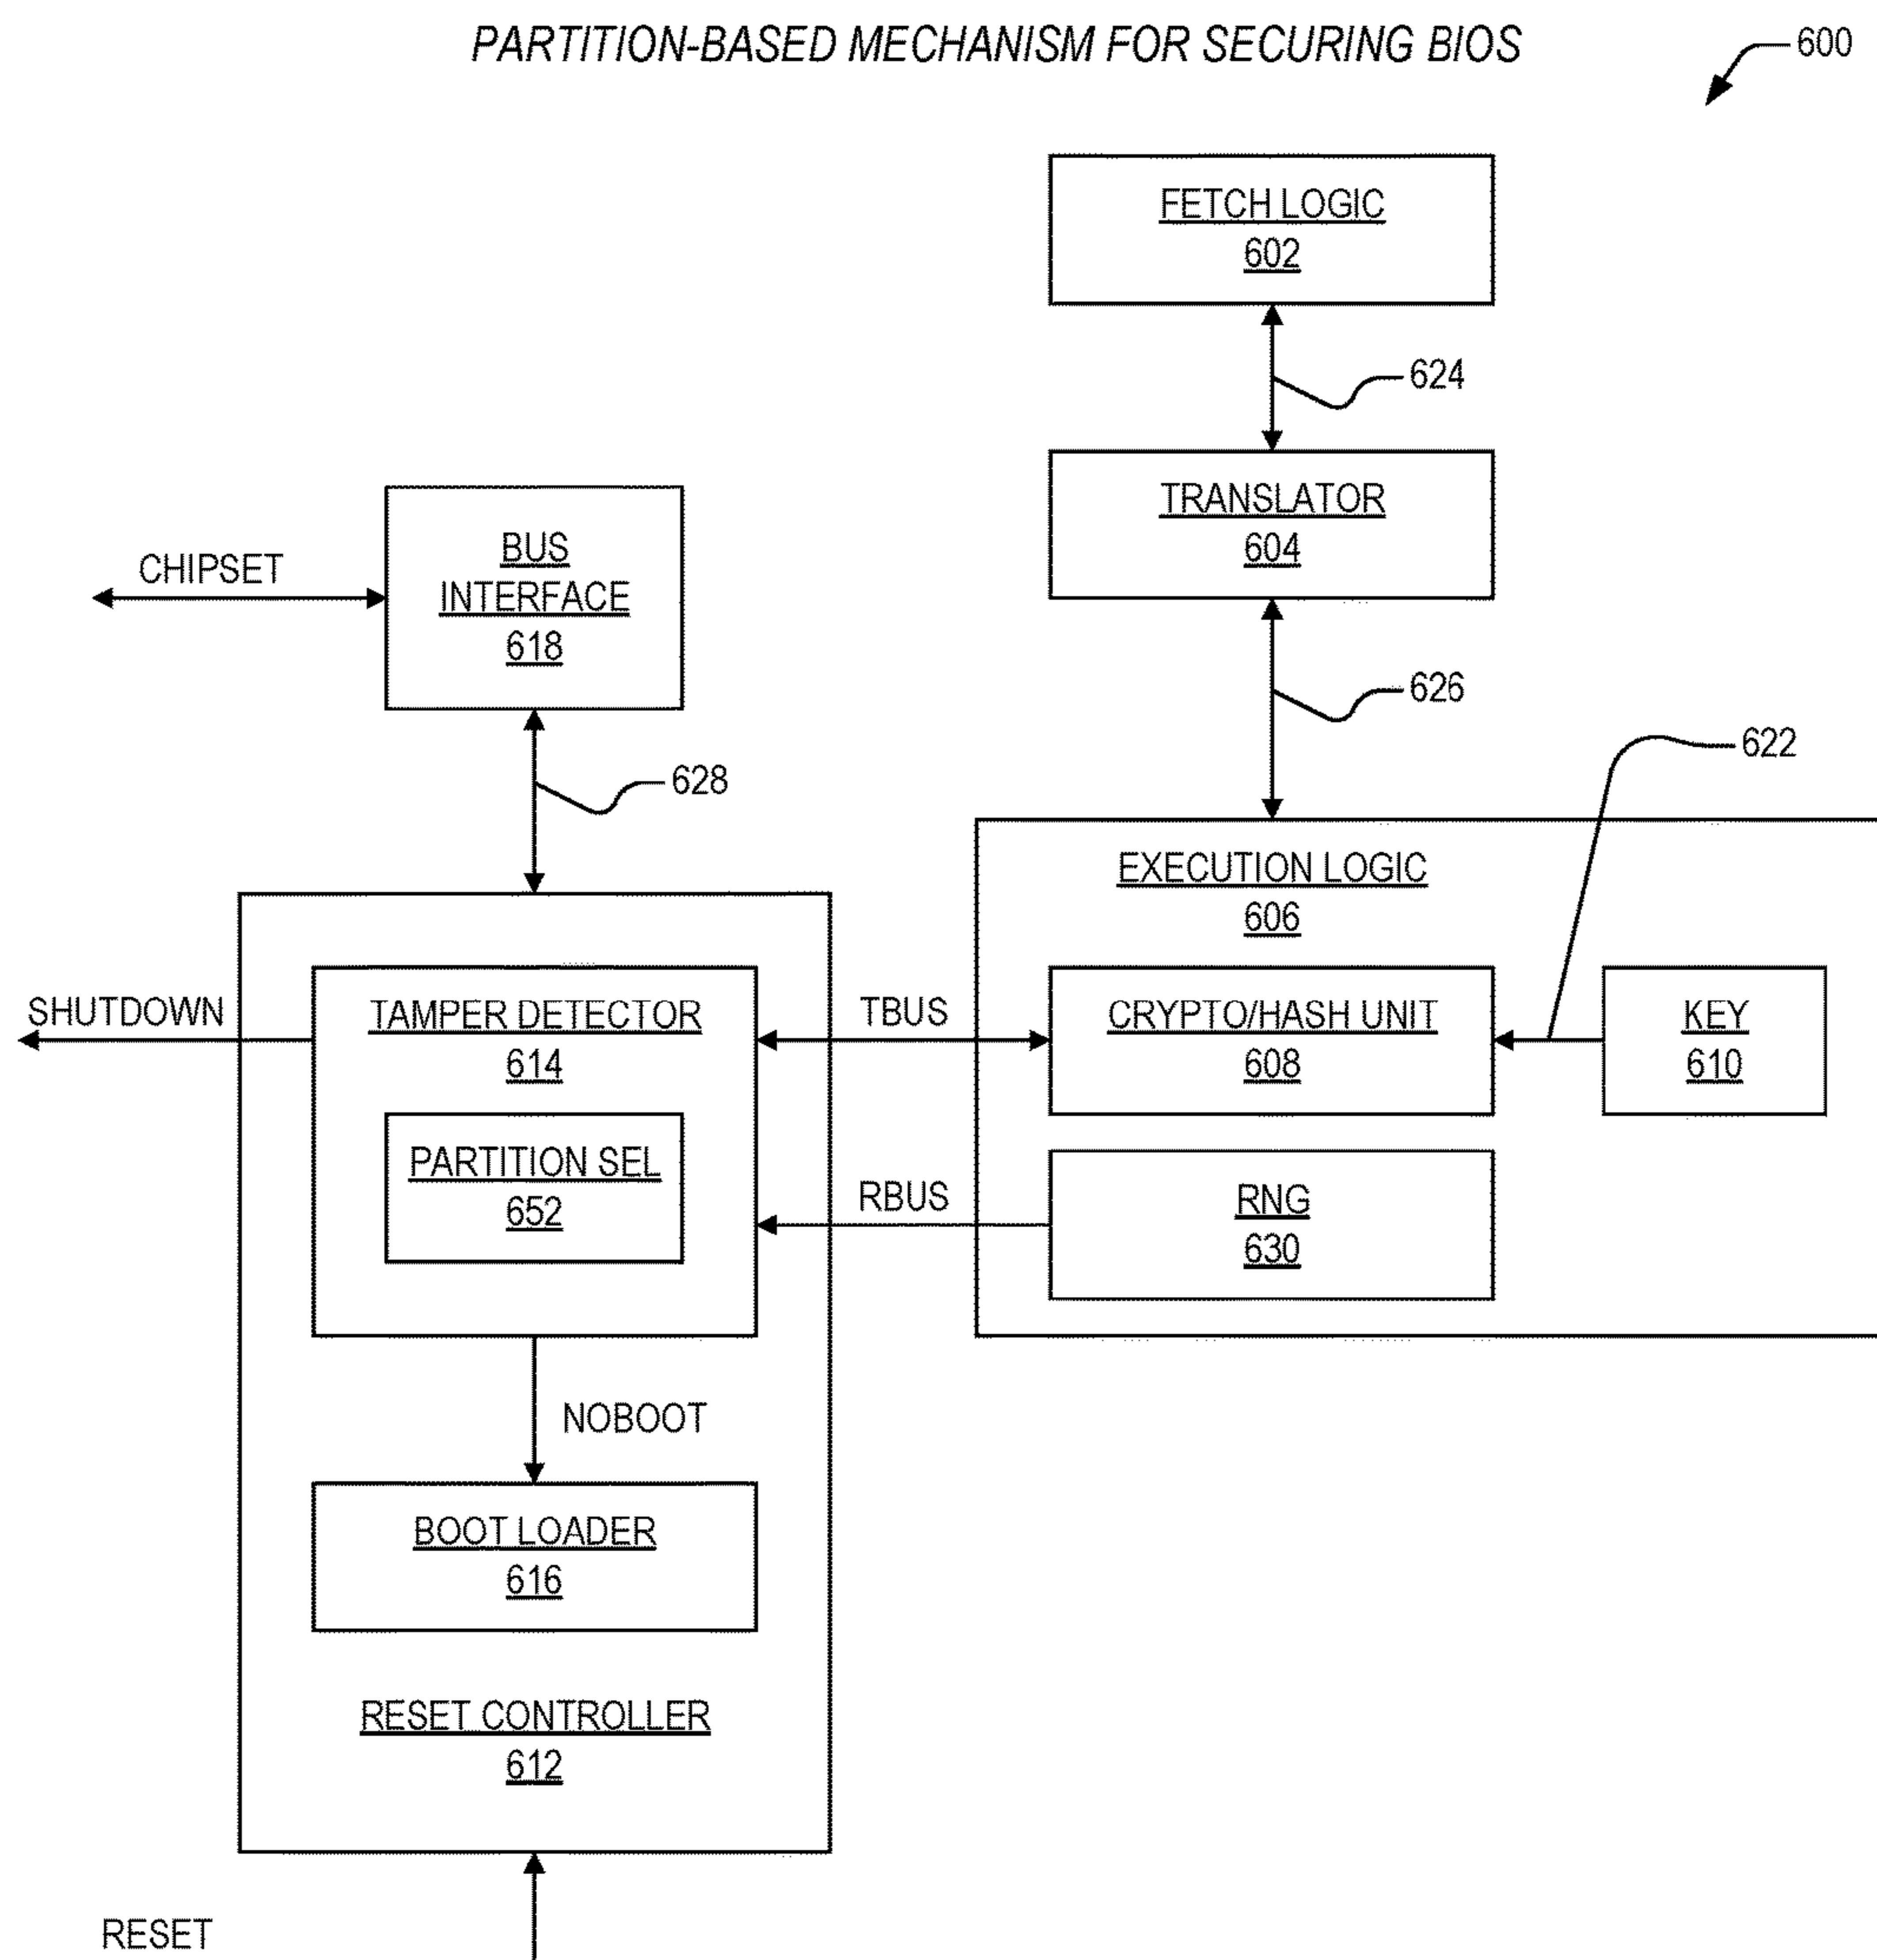 PARTITION-BASED MECHANISM FOR SECURING BIOS
600
FETCH LOGIC
602
624
TRANSLATOR
604
BUS
INTERFACE
618
CHIPSET
626
622
628
EXECUTION LOGIC
606
SHUTDOWN
TAMPER DETECTOR
614
TBUS
CRYPTO/HASH UNIT
608
KEY
610
PARTITION SEL
652
RBUS
RNG
630
NOBOOT
BOOT LOADER
616
RESET CONTROLLER
612
RESET